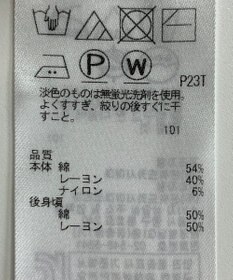 P W
P23T
淡色のものは無蛍光洗剤を使用。
よくすすぎ、絞りの後すぐに干
すこと。
101
品質
本体 綿 54%
レーヨン 40%
ナイロン 6%
後身頃
綿 50%
レーヨン 50%